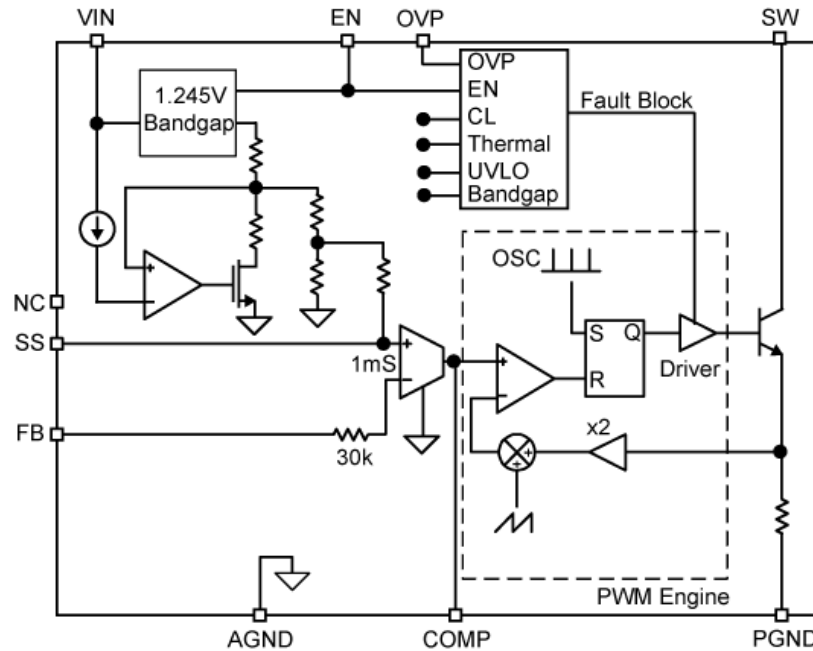 VIN EN OVP SW
1.245V
Bandgap
OVP
EN
CL
Thermal
UVLO
Bandgap
Fault Block
OSC
NC
SS
1mS
S Q
R
Driver
FB
30k
x2
+ -
+ -
+ -
+ +
PWM Engine
AGND COMP PGND